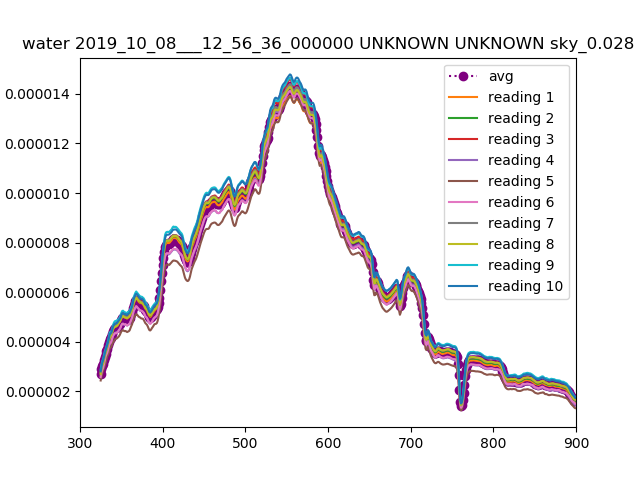 water 2019_10_08___12_56_36_000000 UNKNOWN UNKNOWN sky_0.028
0.000014
0.000012
0.000010
0.000008
0.000006
0.000004
0.000002
300 400 500 600 700 800 900
avg
reading 1
reading 2
reading 3
reading 4
reading 5
reading 6
reading 7
reading 8
reading 9
reading 10